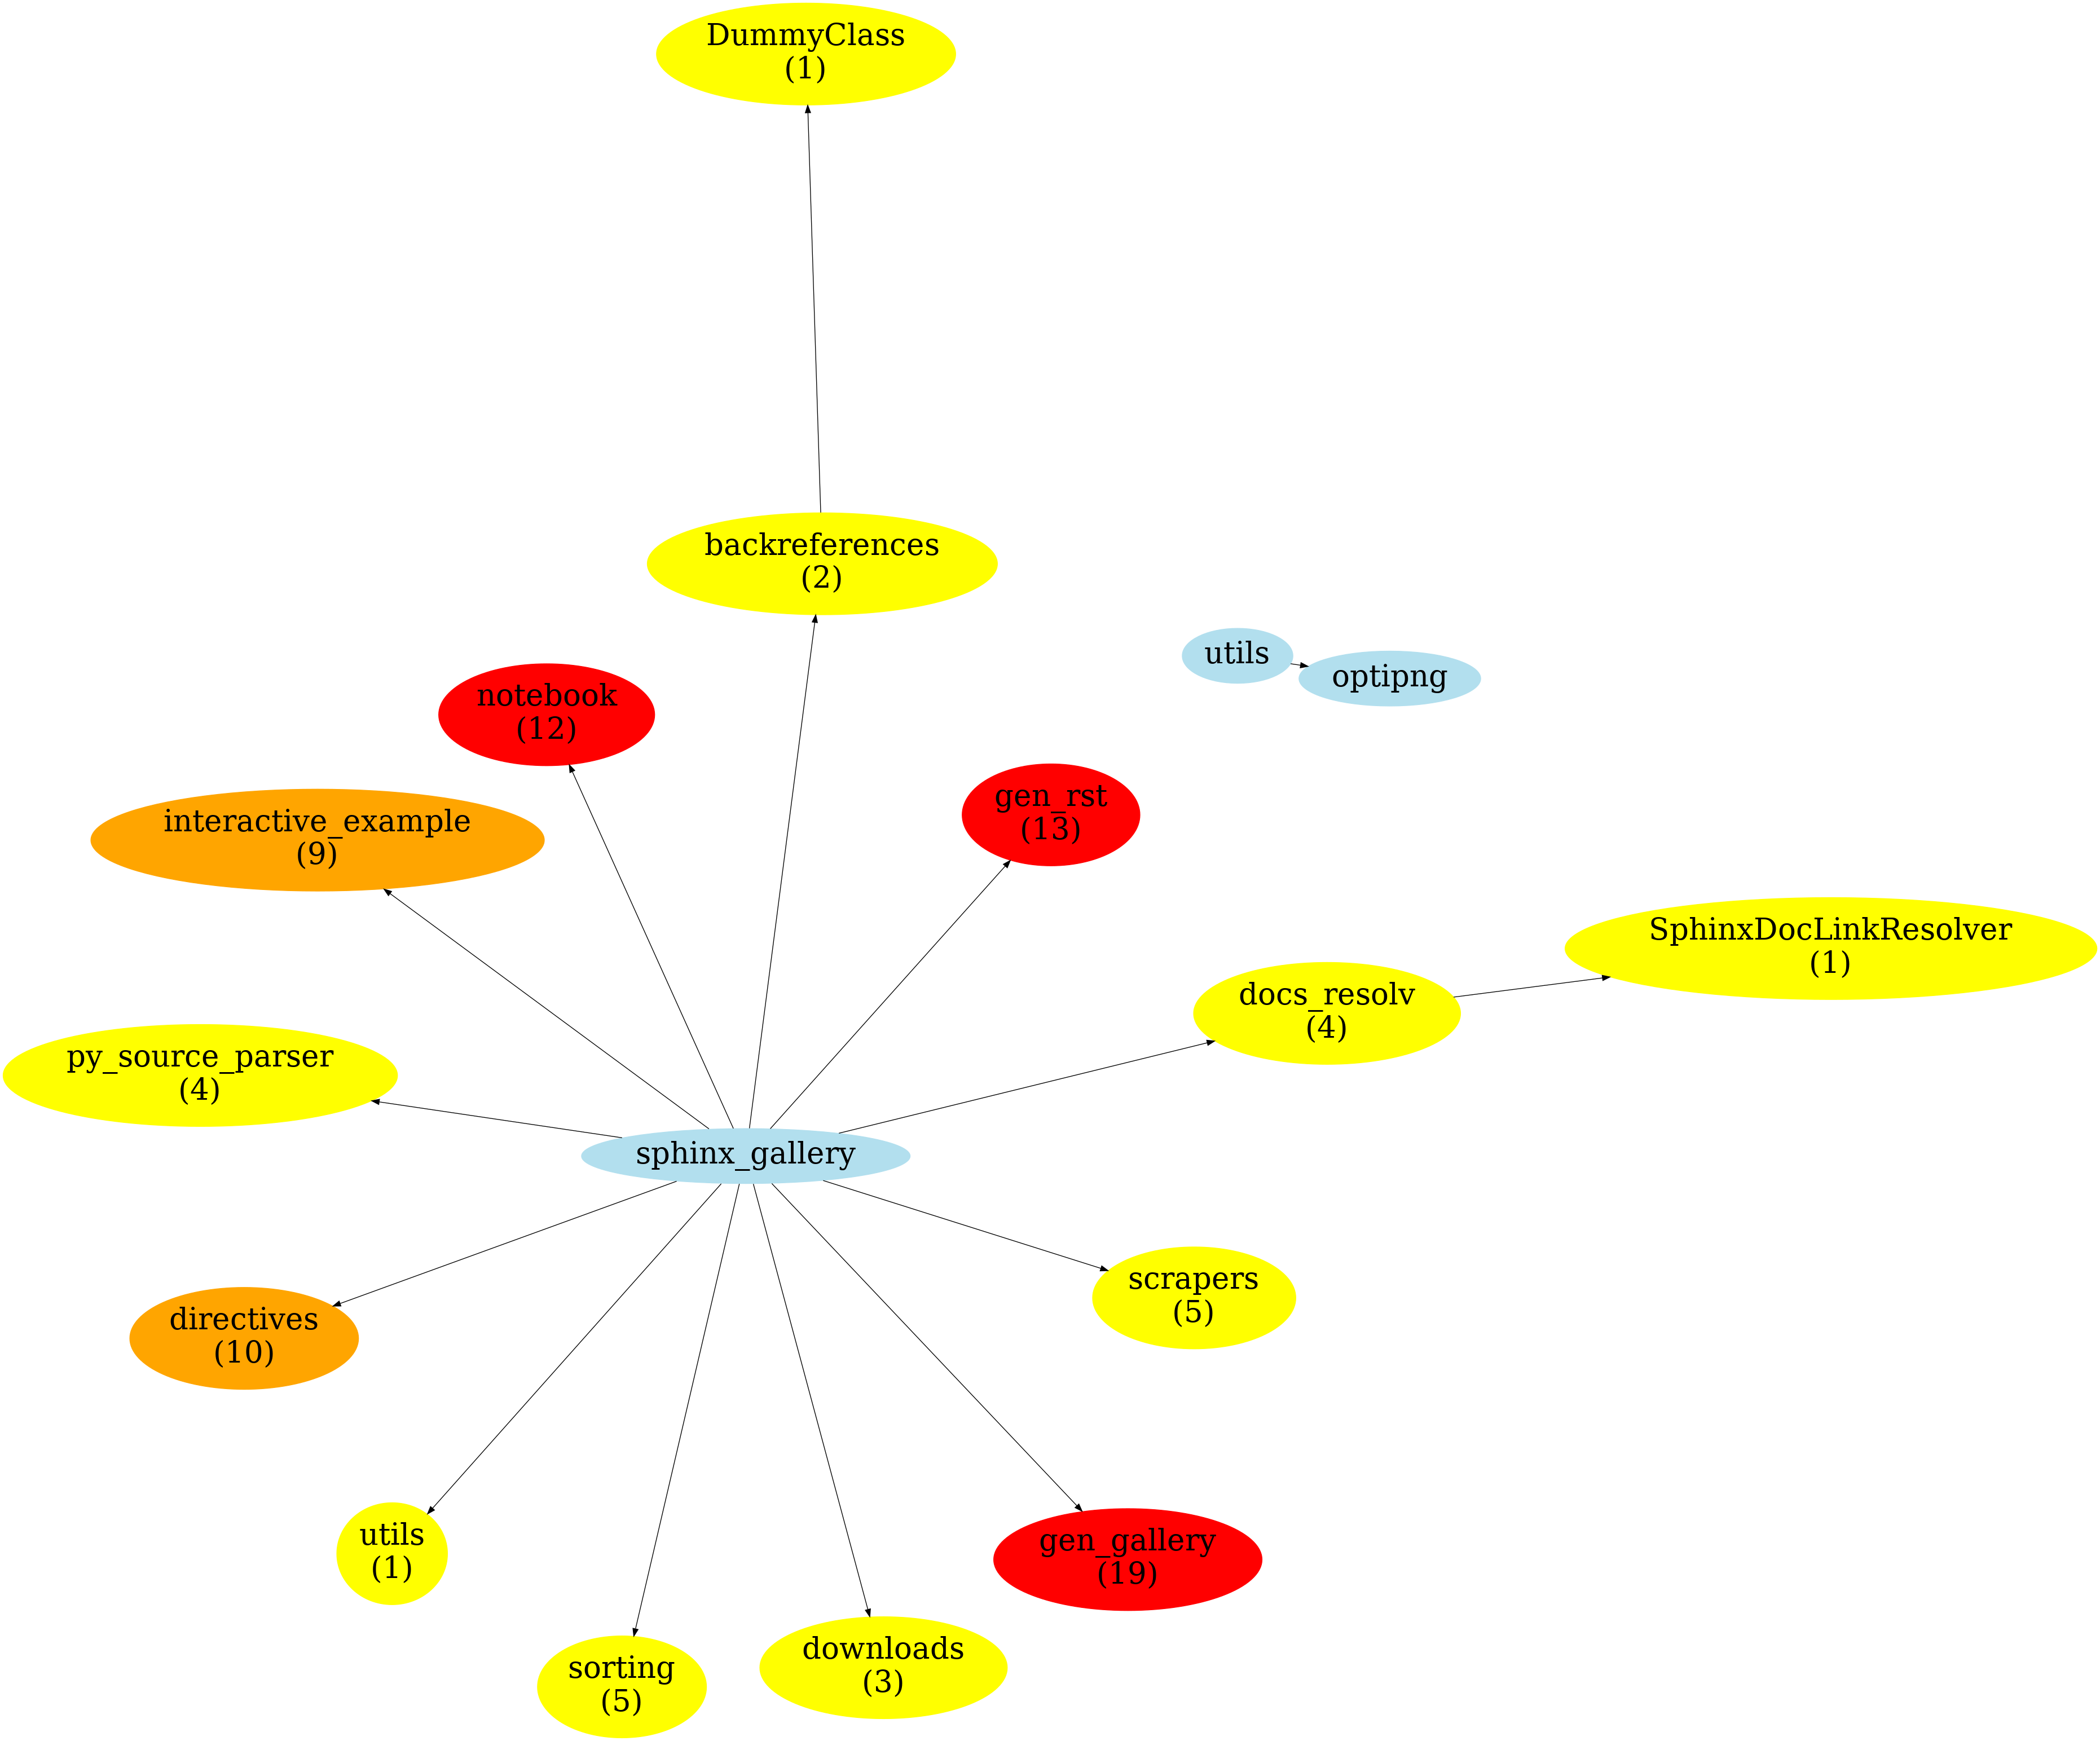 DummyClass
(1)
backreferences
(2)
utils
optipng
notebook
(12)
gen_rst
(13)
interactive_example
(9)
SphinxDocLinkResolver
(1)
docs_resolv
(4)
py_source_parser
(4)
sphinx_gallery
scrapers
(5)
directives
(10)
utils
(1)
gen_gallery
(19)
downloads
(3)
sorting
(5)